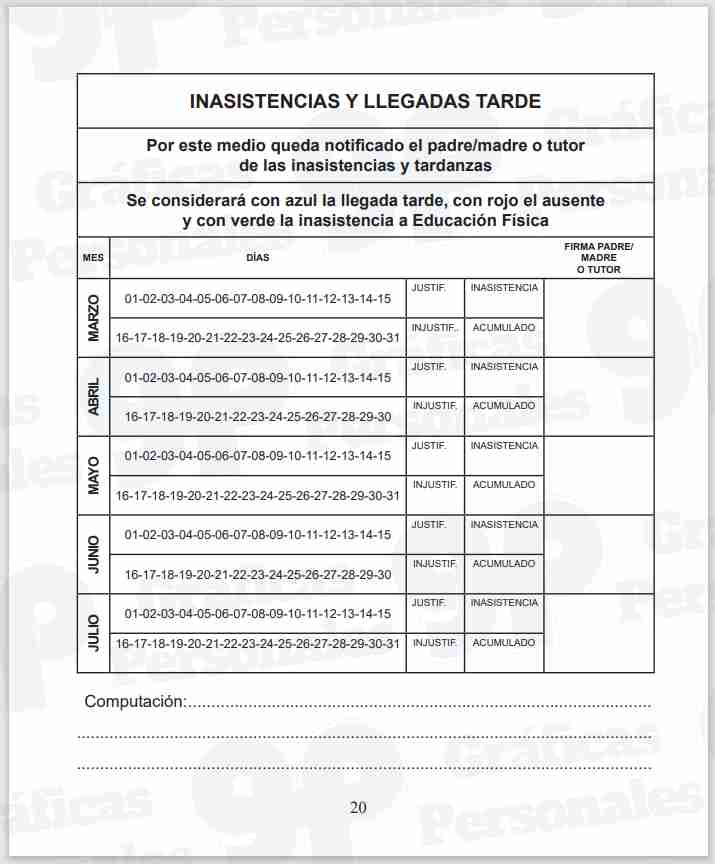 INASISTENCIAS Y LLEGADAS TARDE
Por este medio queda notificado el padre/madre o tutor
de las inasistencias y tardanzas
Se considerará con azul la llegada tarde, con rojo el ausente
y con verde la inasistencia a Educación Física
MES
DÍAS
FIRMA PADRE/
MADRE
O TUTOR
MARZO
01-02-03-04-05-06-07-08-09-10-11-12-13-14-15
JUSTIF.
INASISTENCIA
16-17-18-19-20-21-22-23-24-25-26-27-28-29-30-31
INJUSTIF..
ACUMULADO
ABRIL
01-02-03-04-05-06-07-08-09-10-11-12-13-14-15
JUSTIF.
INASISTENCIA
16-17-18-19-20-21-22-23-24-25-26-27-28-29-30
INJUSTIF.
ACUMULADO
MAYO
01-02-03-04-05-06-07-08-09-10-11-12-13-14-15
JUSTIF.
INASISTENCIA
16-17-18-19-20-21-22-23-24-25-26-27-28-29-30-31
INJUSTIF.
ACUMULADO
JUNIO
01-02-03-04-05-06-07-08-09-10-11-12-13-14-15
JUSTIF.
INASISTENCIA
16-17-18-19-20-21-22-23-24-25-26-27-28-29-30
INJUSTIF.
ACUMULADO
JULIO
01-02-03-04-05-06-07-08-09-10-11-12-13-14-15
JUSTIF.
INASISTENCIA
16-17-18-19-20-21-22-23-24-25-26-27-28-29-30-31
INJUSTIF.
ACUMULADO
Computación:
20
gp Gráficas Personales